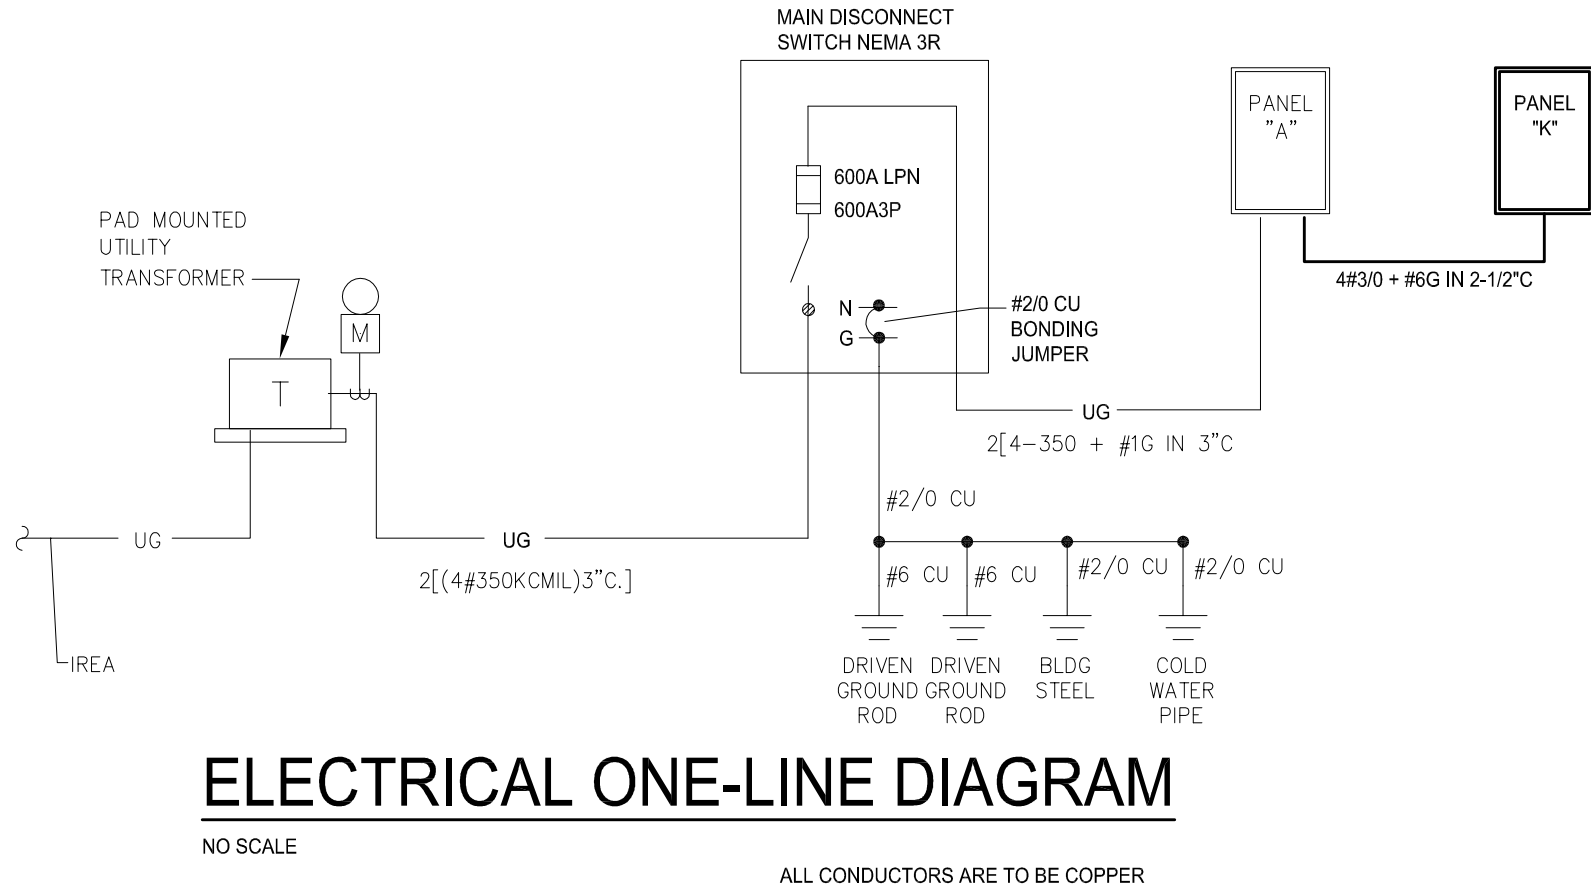 MAIN DISCONNECT
SWITCH NEMA 3R
PANEL
”A”
PANEL
"K"
600A LPN
600A3P
PAD MOUNTED
UTILITY
TRANSFORMER
4#3/0 + #6G IN 2-1/2"C
M
N
G
#2/0 CU
BONDING
JUMPER
T
UG
2[4-350 + #1G IN 3”C
#2/0 CU
UG
UG
2[(4#350KCMIL)3”C.]
#6 CU
#6 CU
#2/0 CU
#2/0 CU
IREA
DRIVEN
GROUND
ROD
DRIVEN
GROUND
ROD
BLDG
STEEL
COLD
WATER
PIPE
ELECTRICAL ONE-LINE DIAGRAM
NO SCALE
ALL CONDUCTORS ARE TO BE COPPER